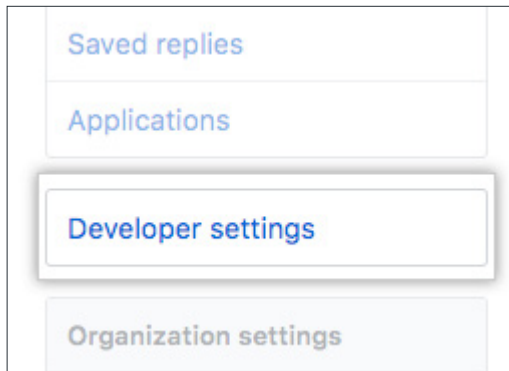 Saved replies
Applications
Developer settings
Organization settings